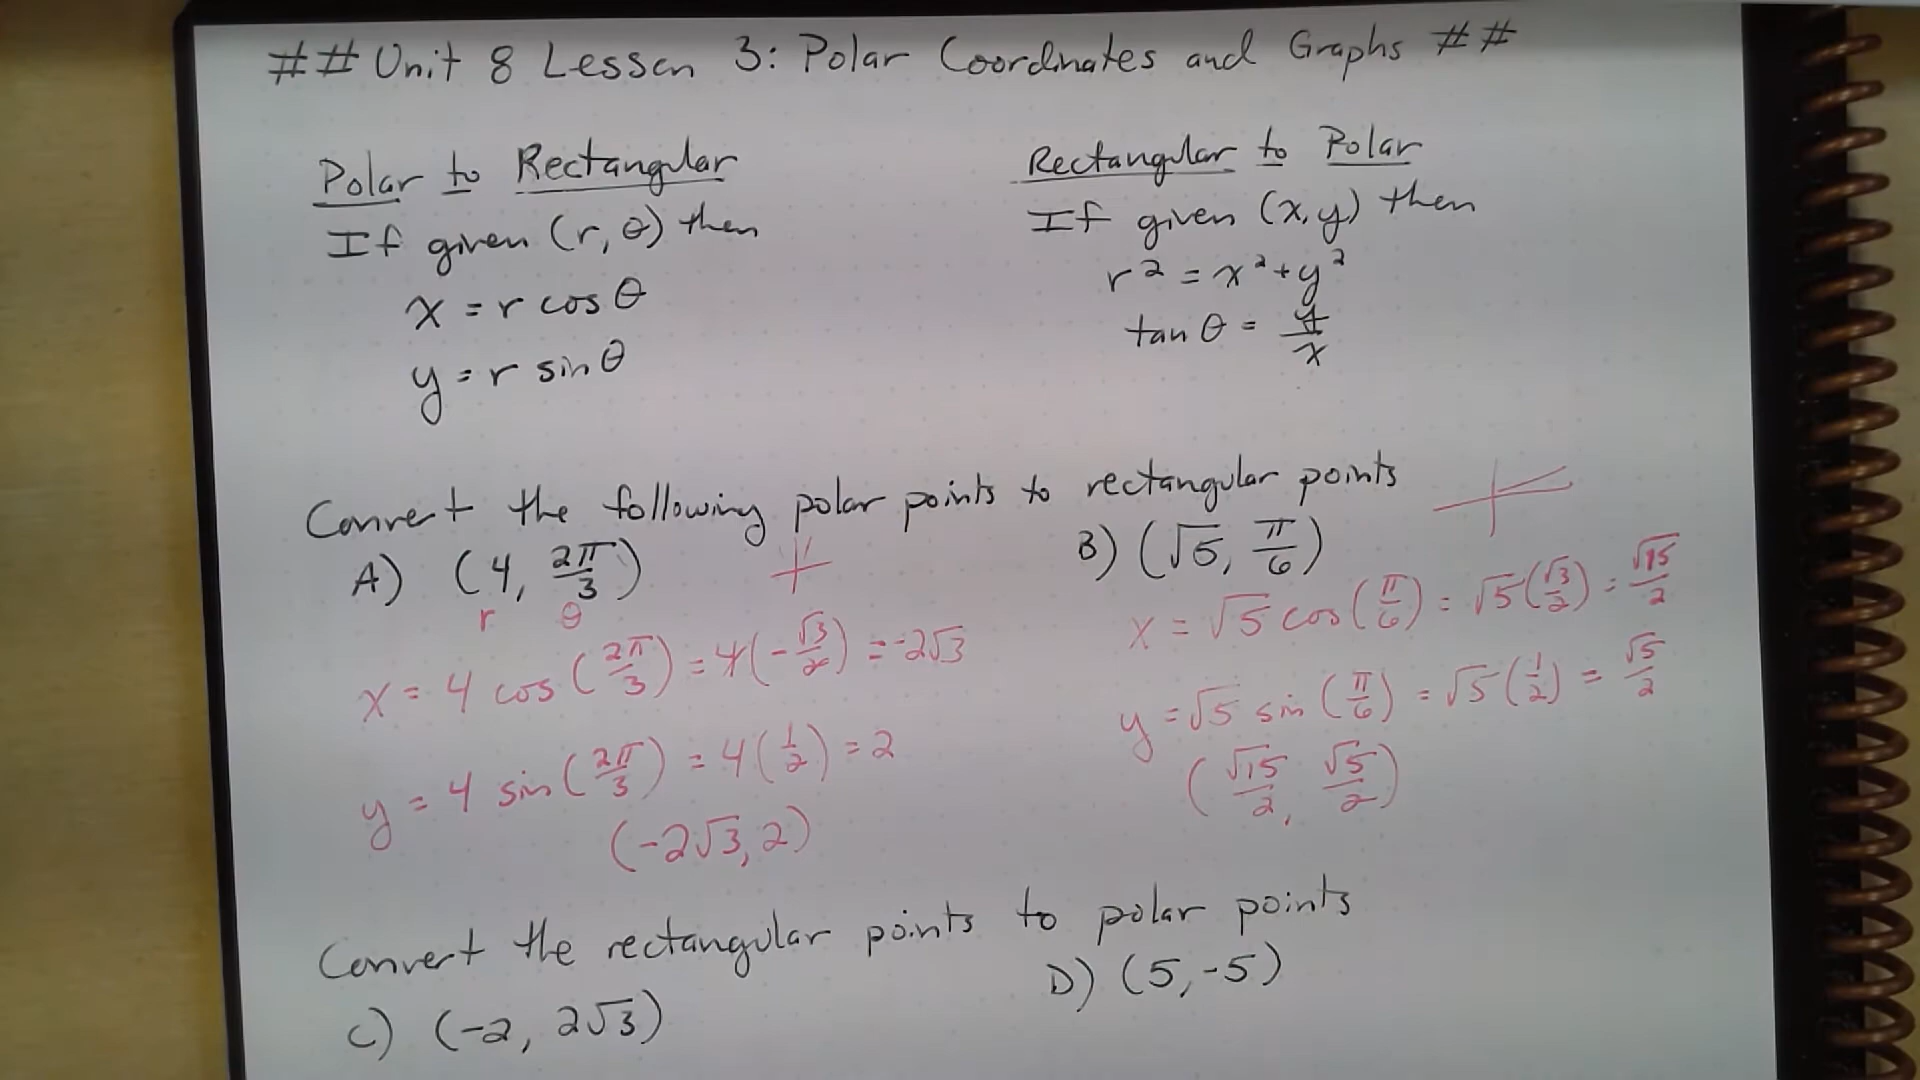 ## Unit 8 Lesson 3: Polar Coordinates and Graphs ##
Polar to Rectangular
If given (r, θ) then
x = r cos θ
y = r sin θ
Rectangular to Polar
If given (x, y) then
r² = x² + y²
tan θ = y/x
Convert the following polar points to rectangular points
A) (4, 2π/3)
r θ
x = 4 cos (2π/3) = 4(-√3/2) = -2√3
y = 4 sin (2π/3) = 4(1/2) = 2
(-2√3, 2)
B) (√5, π/6)
x = √5 cos (π/6) = √5(√3/2) = √15/2
y = √5 sin (π/6) = √5(1/2) = √5/2
(√15/2, √5/2)
Convert the rectangular points to polar points
C) (-2, 2√3)
D) (5, -5)